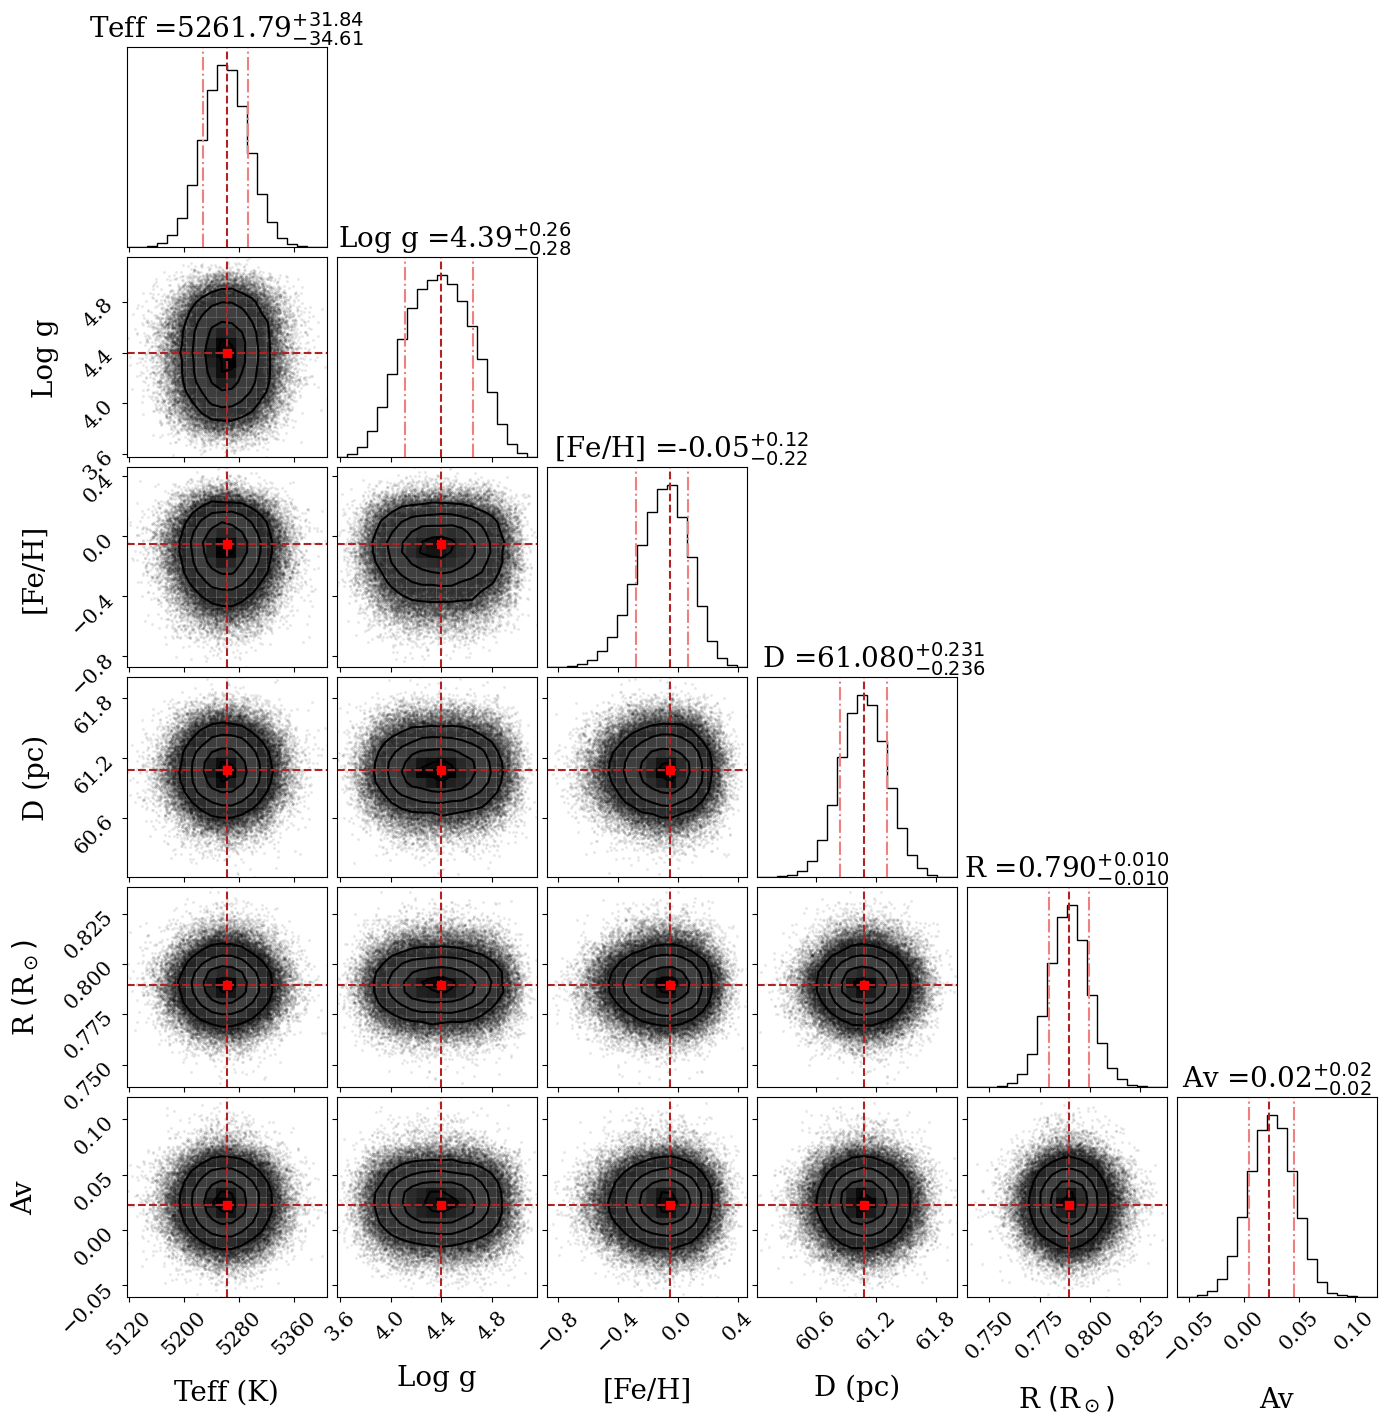 Teff =5261.79 +31.84 −34.61
Log g =4.39 +0.26 −0.28
4.8
4.4
4.0
3.6
Log g
[Fe/H] =-0.05 +0.12 −0.22
0.4
0.0
−0.4
−0.8
[Fe/H]
D =61.080 +0.231 −0.236
61.8
61.2
60.6
D (pc)
R =0.790 +0.010 −0.010
0.825
0.800
0.775
0.750
R (R⊙)
Av =0.02 +0.02 −0.02
0.10
0.05
0.00
−0.05
Av
5120 5200 5280 5360
3.6 4.0 4.4 4.8
−0.8 −0.4 0.0 0.4
60.6 61.2 61.8
0.750 0.775 0.800 0.825
−0.05 0.00 0.05 0.10
Teff (K)
Log g
[Fe/H]
D (pc)
R (R⊙)
Av